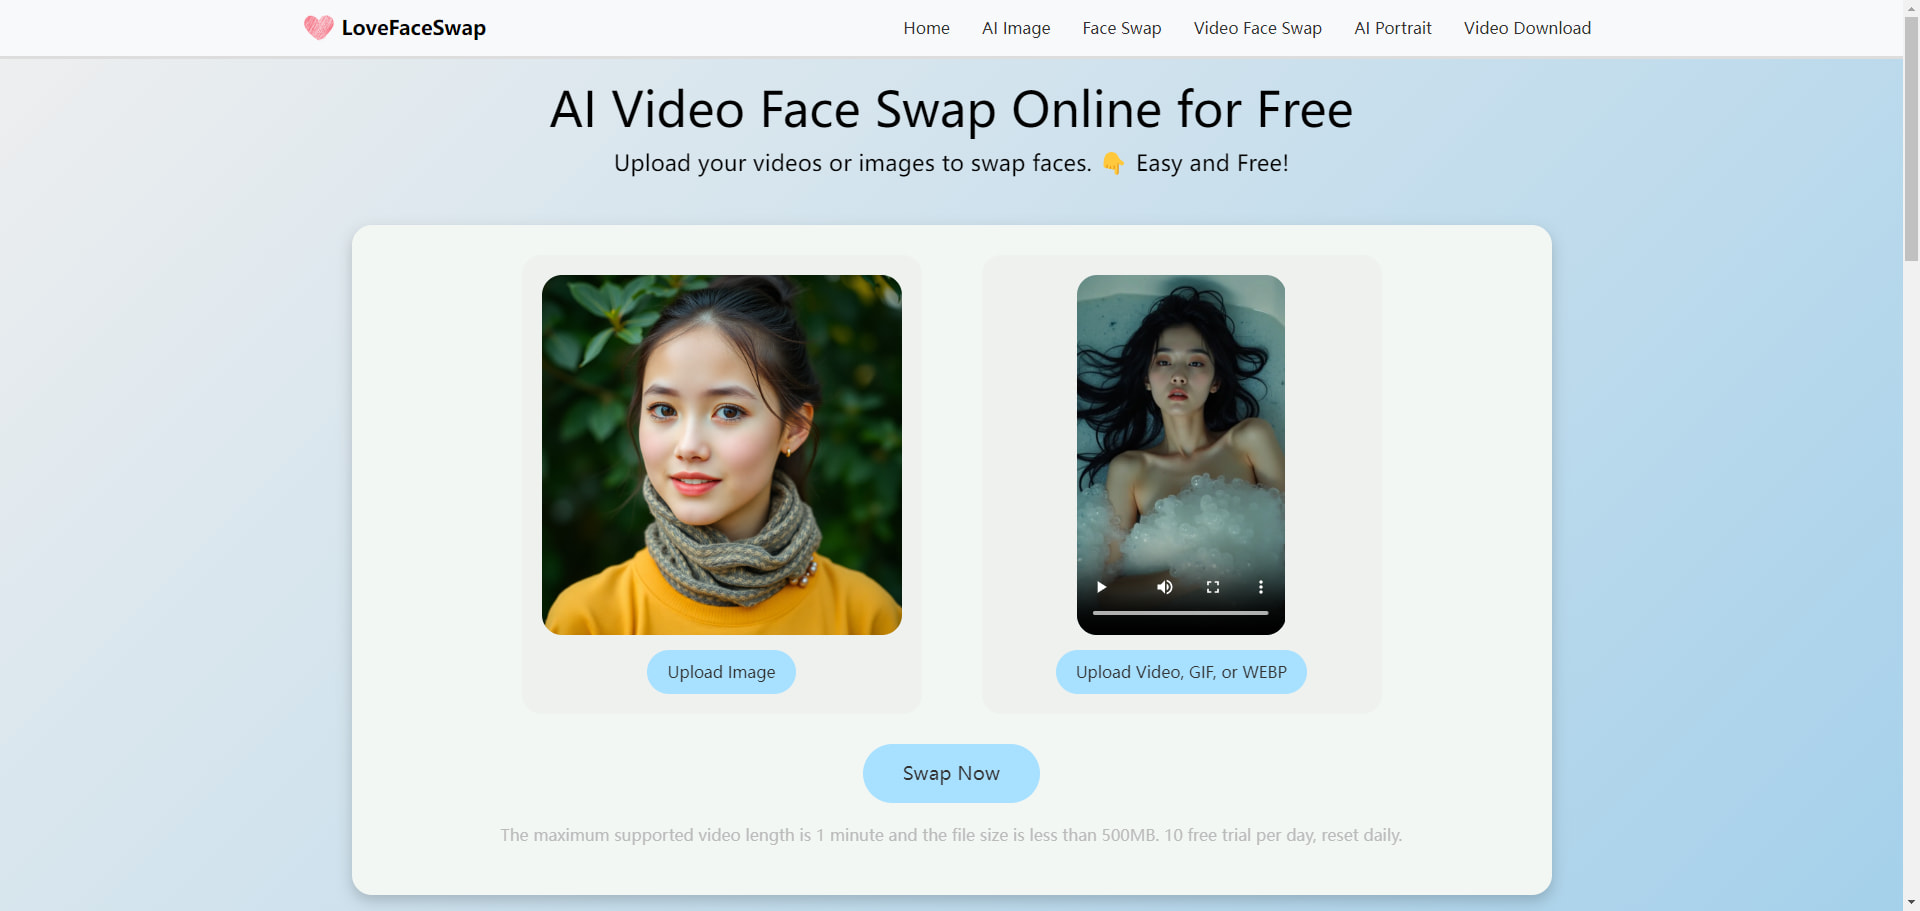 LoveFaceSwap
Home AI Image Face Swap Video Face Swap AI Portrait Video Download
AI Video Face Swap Online for Free
Upload your videos or images to swap faces. 👇 Easy and Free!
Upload Image
Upload Video, GIF, or WEBP
Swap Now
The maximum supported video length is 1 minute and the file size is less than 500MB. 10 free trial per day, reset daily.